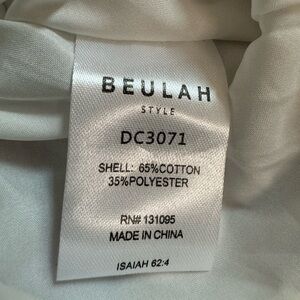 BEULAH
STYLE
DC3071
SHELL: 65%COTTON
35%POLYESTER
RN# 131095
MADE IN CHINA
ISAIAH 62:4